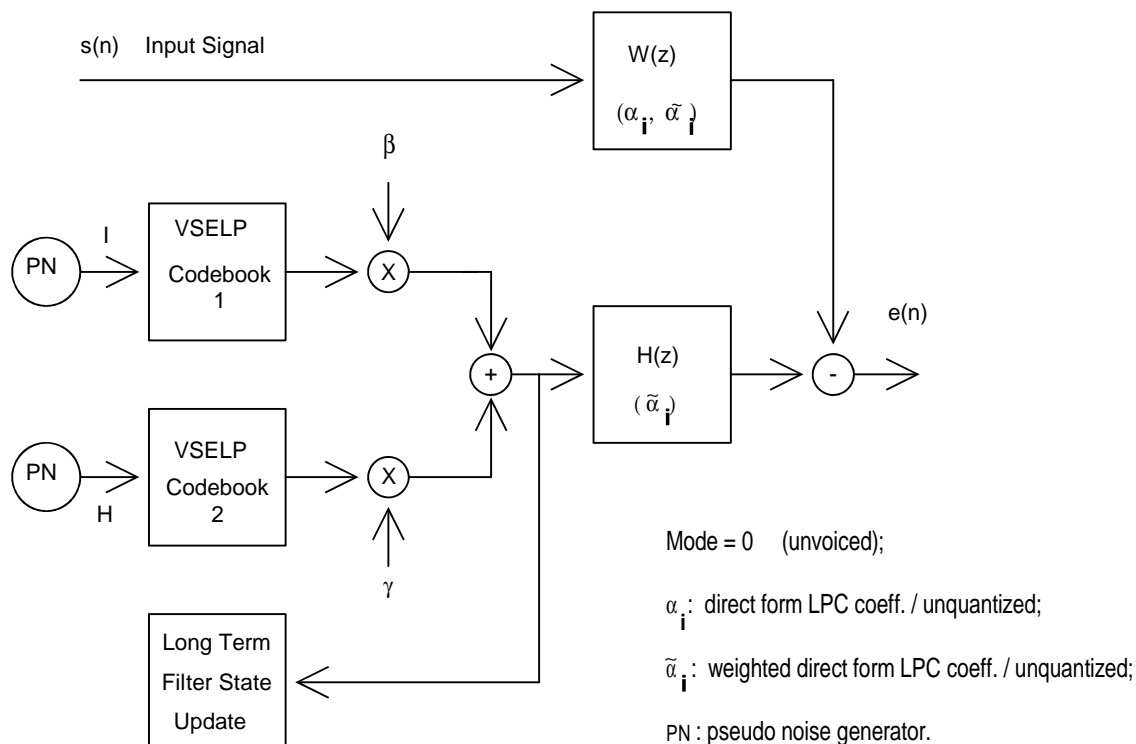 s(n) Input Signal
W(z)
(α i, α̃ i)
β
PN
I
VSELP
Codebook
1
X
e(n)
+
H(z)
(α̃ i)
-
PN
H
VSELP
Codebook
2
X
γ
Long Term
Filter State
Update
Mode = 0 (unvoiced);
α i : direct form LPC coeff. / unquantized;
α̃ i : weighted direct form LPC coeff. / unquantized;
PN : pseudo noise generator.